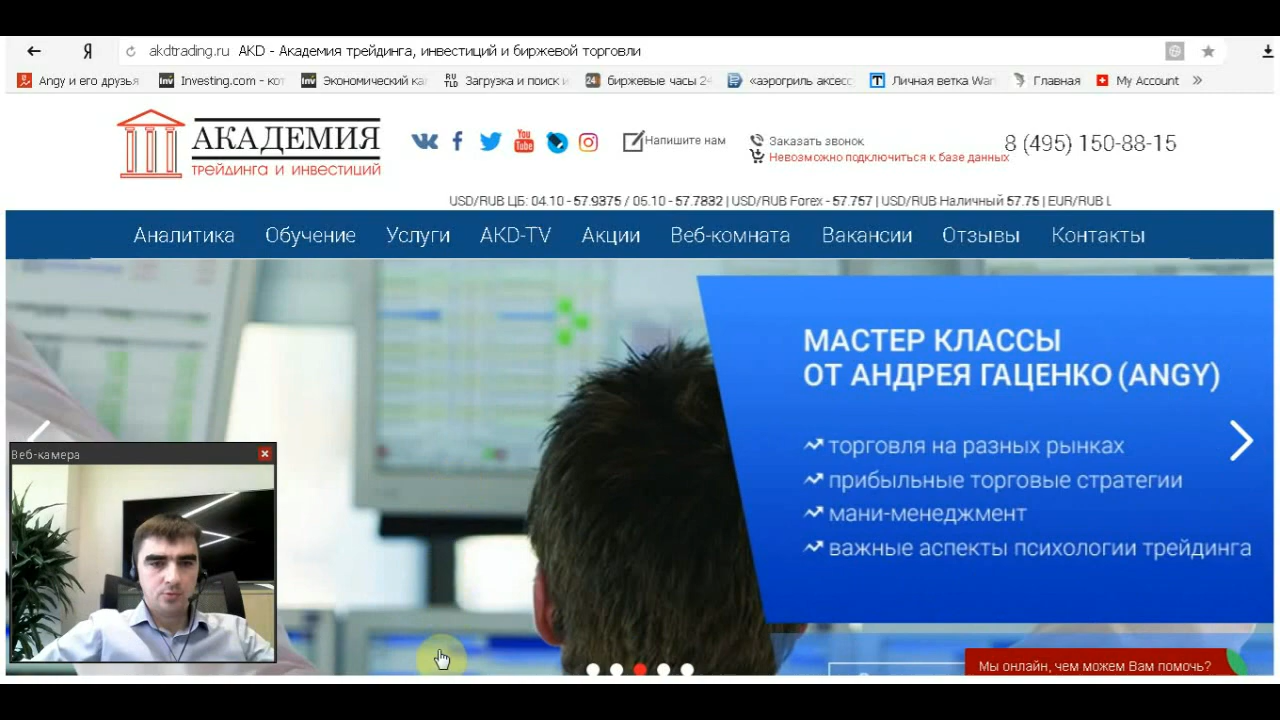 akdtrading.ru AKD - Академия трейдинга, инвестиций и биржевой торговли
Angy и его друзья Investing.com - кот Экономический кал Загрузка и поиск и биржевые часы 24 «аэрогриль аксесс Личная ветка War Главная My Account »
АКАДЕМИЯ
трейдинга и инвестиций
You Tube
Напишите нам
Заказать звонок
Невозможно подключиться к базе данных
8 (495) 150-88-15
USD/RUB ЦБ: 04.10 - 57.9375 / 05.10 - 57.7832 | USD/RUB Forex - 57.757 | USD/RUB Наличный 57.75 | EUR/RUB
Аналитика Обучение Услуги AKD-TV Акции Веб-комната Вакансии Отзывы Контакты
МАСТЕР КЛАССЫ
ОТ АНДРЕЯ ГАЦЕНКО (ANGY)
торговля на разных рынках
прибыльные торговые стратегии
мани-менеджмент
важные аспекты психологии трейдинга
Веб-камера
Мы онлайн, чем можем Вам помочь?